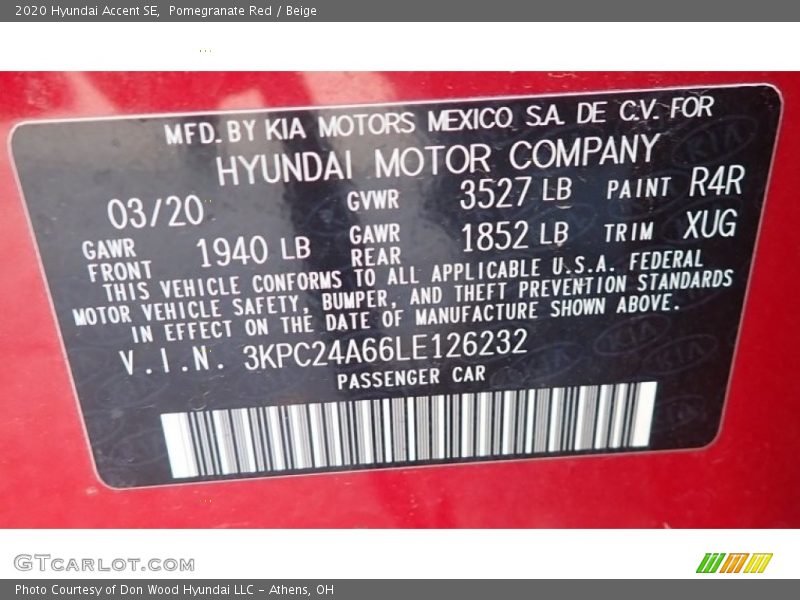 2020 Hyundai Accent SE,  Pomegranate Red / Beige
MFD. BY KIA MOTORS MEXICO S.A. DE C.V. FOR
HYUNDAI MOTOR COMPANY
03/20 GVWR 3527 LB PAINT R4R
GAWR FRONT 1940 LB GAWR REAR 1852 LB TRIM XUG
THIS VEHICLE CONFORMS TO ALL APPLICABLE U.S.A. FEDERAL
MOTOR VEHICLE SAFETY, BUMPER, AND THEFT PREVENTION STANDARDS
IN EFFECT ON THE DATE OF MANUFACTURE SHOWN ABOVE.
V.I.N. 3KPC24A66LE126232
PASSENGER CAR
GTCARLOT.COM
Photo Courtesy of Don Wood Hyundai LLC - Athens, OH